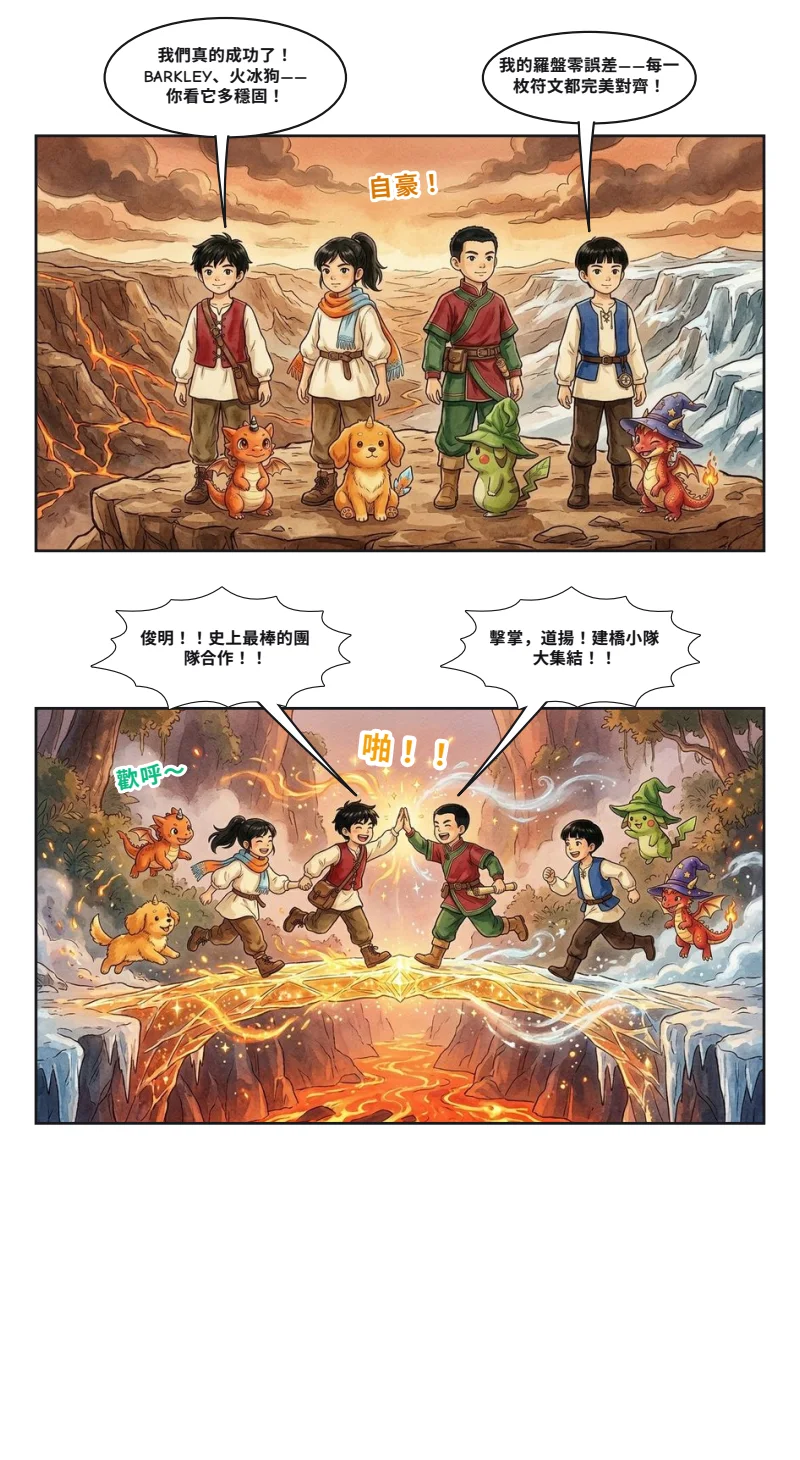 我們真的成功了！
BARKLEY、火冰狗——
你看它多穩固！
我的羅盤零誤差——每一
枚符文都完美對齊！
自豪！
俊明！！史上最棒的團
隊合作！！
擊掌，道揚！建橋小隊
大集結！！
啪！！
歡呼～